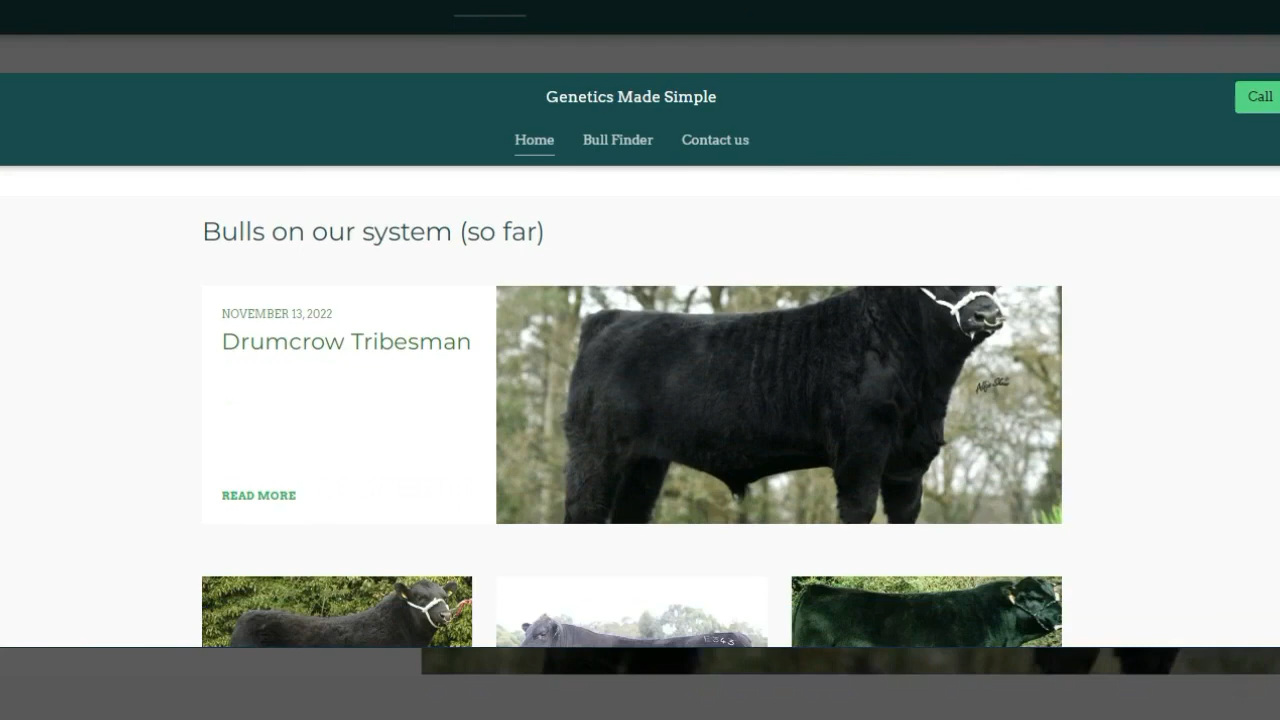 Genetics Made Simple
Call
Home Bull Finder Contact us
Bulls on our system (so far)
NOVEMBER 13, 2022
Drumcrow Tribesman
READ MORE